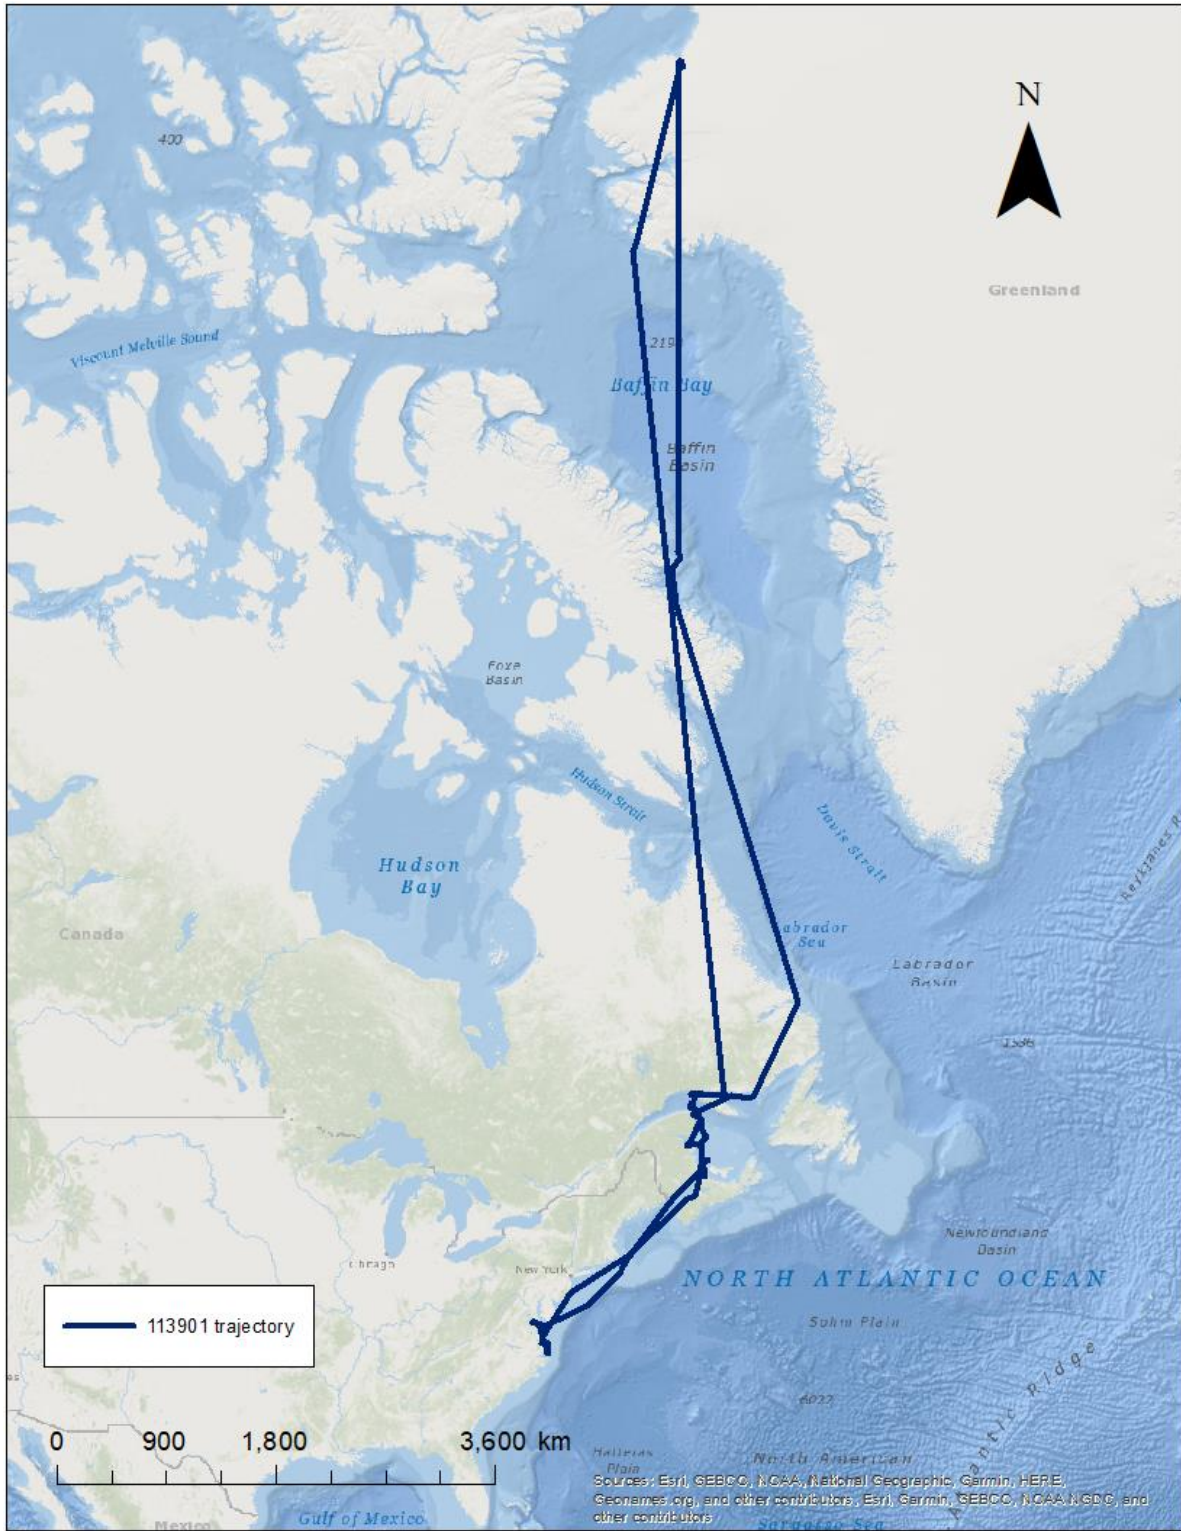 N
400
Greenland
Viscount Melville Sound
219
Baffin Bay
Baffin
Basin
Foxe
Basin
Hudson Strait
Davis Strait
Hudson
Bay
Canada
abrador
Sea
Labrador
Basin
Chicago
New York
Newfoundland
Basin
NORTH ATLANTIC OCEAN
113901 trajectory
Sohm Plain
antic Ridge
0 900 1,800 3,600 km
Hatteras
Plain
North American
Sources: Esri, GEBCO, NOAA, National Geographic, Garmin, HERE,
Geonames.org, and other contributors; Esri, Garmin, GEBCO, NOAA NGDC, and
other contributors
Mexico
Gulf of Mexico
Sargasso Sea